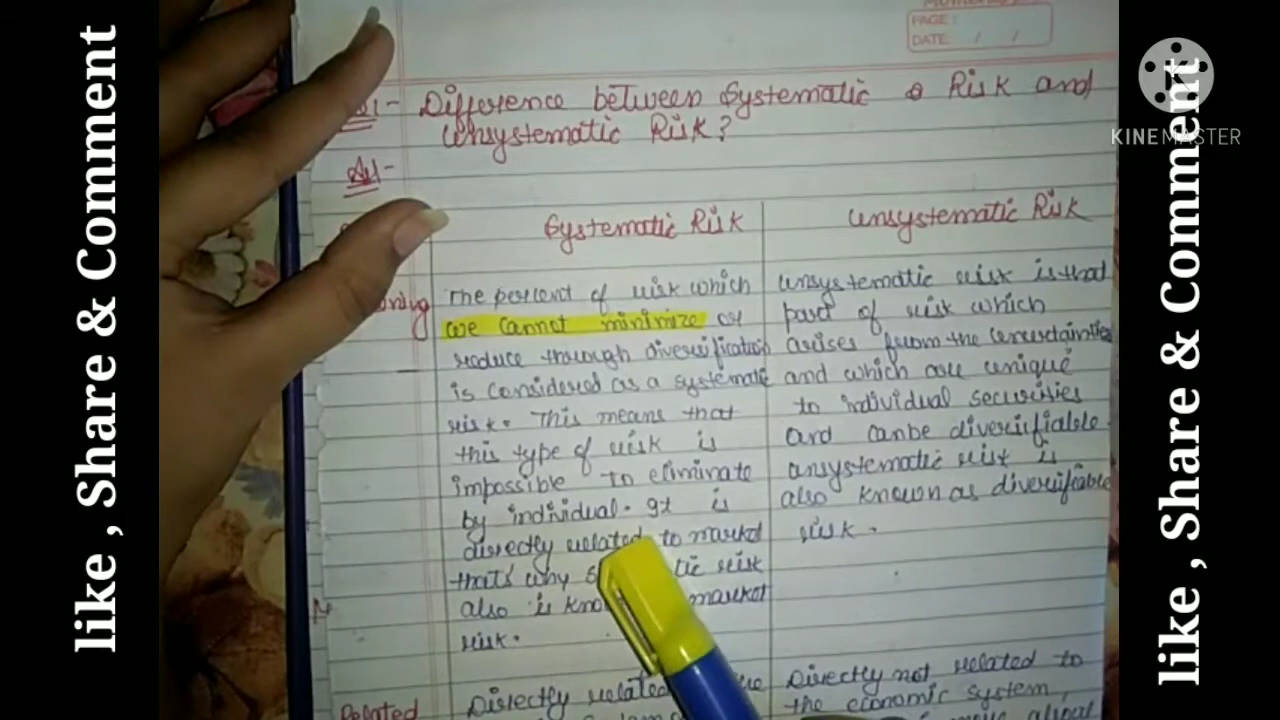 like , Share & Comment
PAGE:
DATE: / /
KINEMASTER
Difference between Systematic Risk and
Unsystematic Risk?
Ans-
Systematic Risk
The percent of risk which
we cannot minimize or
reduce through diversification
is considered as a systematic
risk. This means that
this type of risk is
impossible to eliminate
by individual. It is
directly related to market
that's why tic risk
also is market
risk.
Unsystematic Risk
unsystematic risk is that
part of risk which
arises from the uncertainties
and which are unique
to individual securities
and canbe diversifiable.
unsystematic risk is
also known as diversifiable
risk.
Related
Directly related
Directly not related to
the economic system,
like , Share & Comment